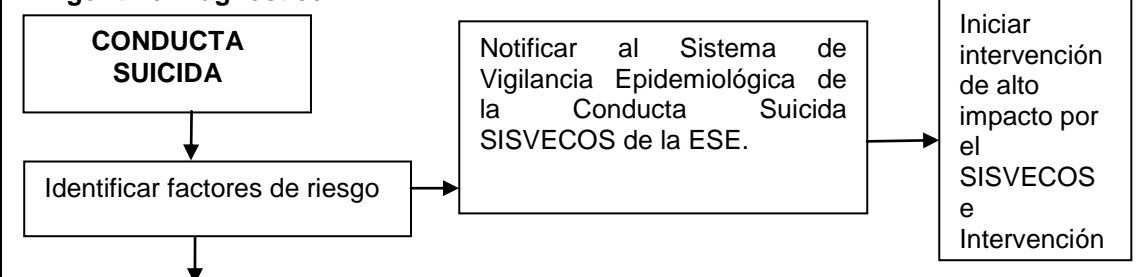 CONDUCTA
SUICIDA
Identificar factores de riesgo
Notificar al Sistema de
Vigilancia Epidemiológica de
la Conducta Suicida
SISVECOS de la ESE.
Iniciar
intervención
de alto
impacto por
el
SISVECOS
e
Intervención